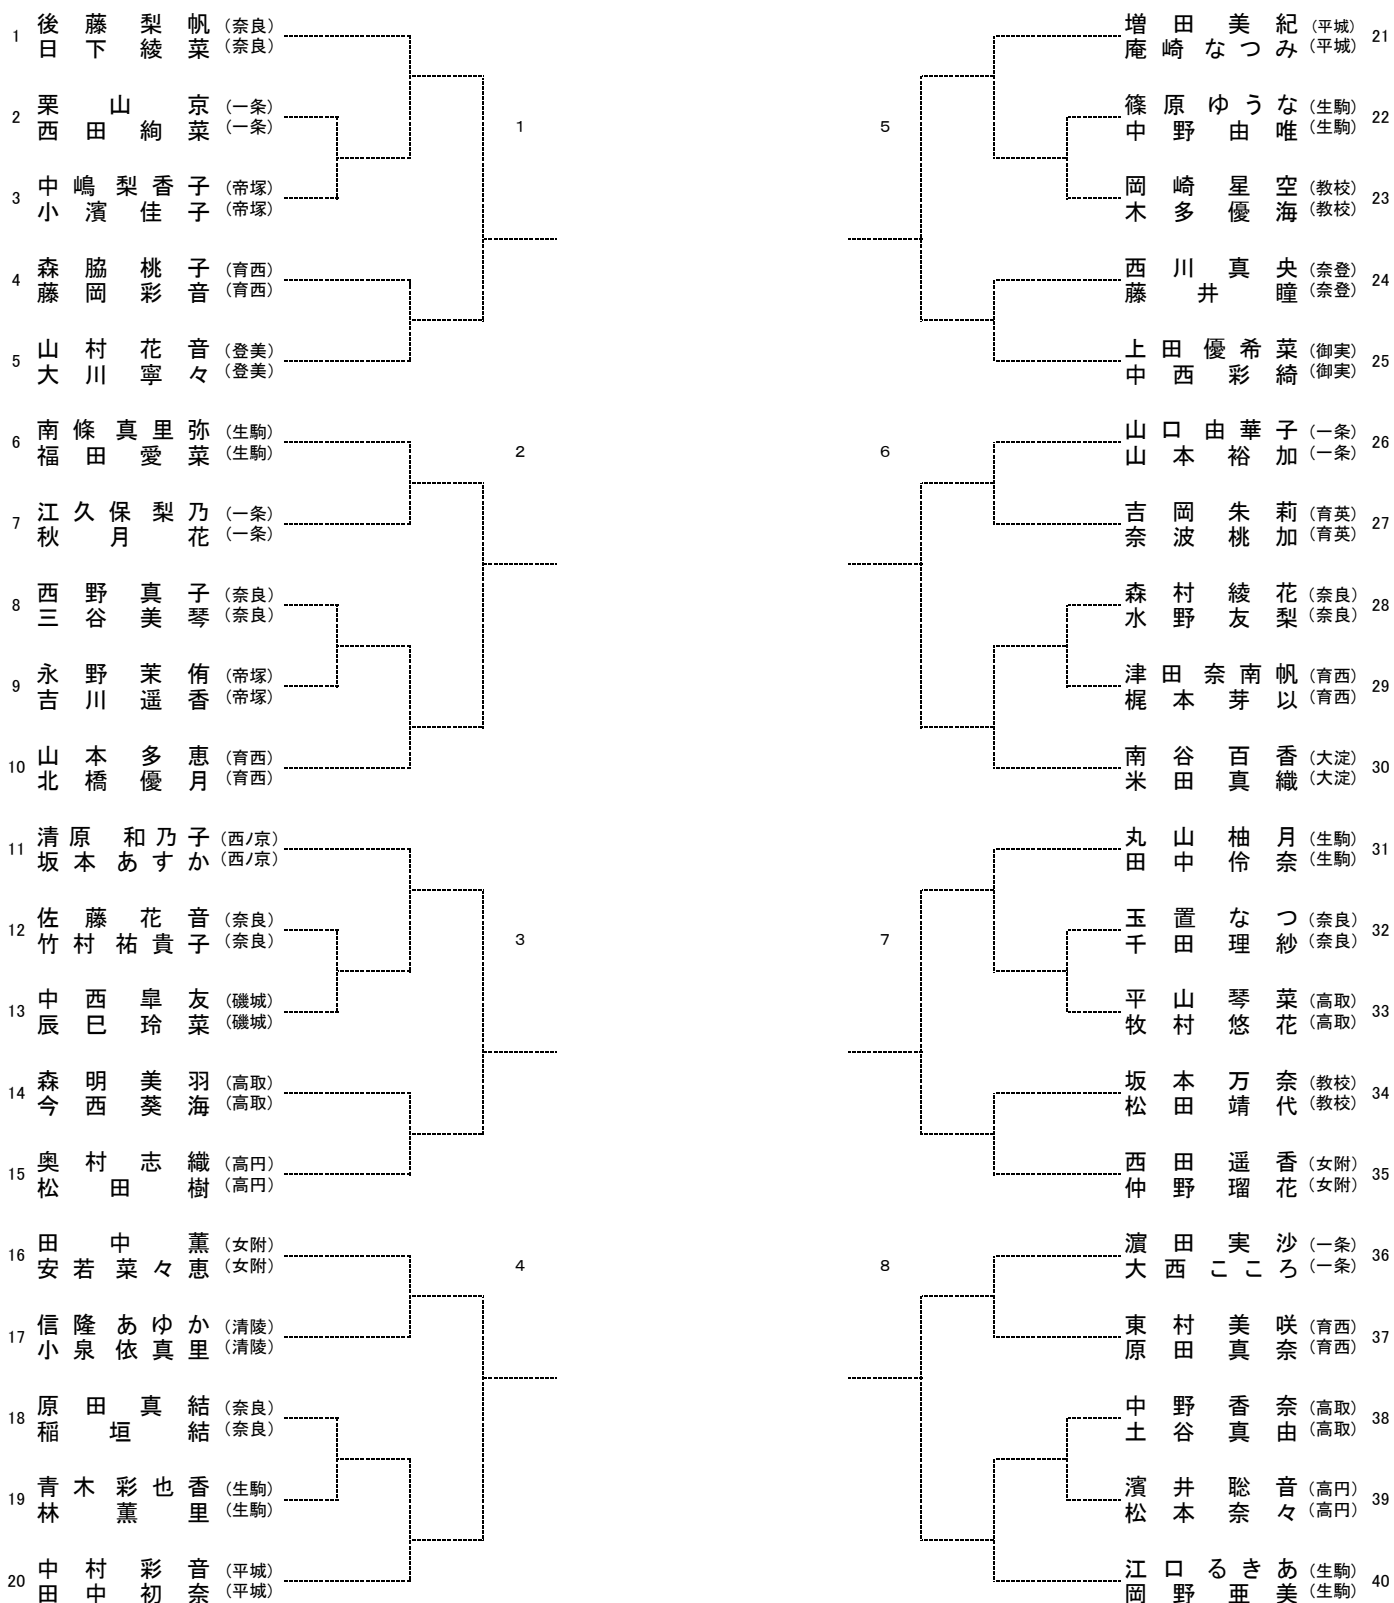 1 後藤梨帆 (奈良)
日下綾菜 (奈良)
2 栗山京 (一条)
西田絢菜 (一条)
1
3 中嶋梨香子 (帝塚)
小濱佳子 (帝塚)
4 森脇桃子 (育西)
藤岡彩音 (育西)
5 山村花音 (登美)
大川寧々 (登美)
6 南條真里弥 (生駒)
福田愛菜 (生駒)
2
7 江久保梨乃 (一条)
秋月花 (一条)
8 西野真子 (奈良)
三谷美琴 (奈良)
9 永野茉侑 (帝塚)
吉川遥香 (帝塚)
10 山本多恵 (育西)
北橋優月 (育西)
11 清原和乃子 (西ノ京)
坂本あすか (西ノ京)
12 佐藤花音 (奈良)
竹村祐貴子 (奈良)
3
13 中西皐友 (磯城)
辰巳玲菜 (磯城)
14 森明美羽 (高取)
今西葵海 (高取)
15 奥村志織 (高円)
松田樹 (高円)
16 田中薫 (女附)
安若菜々恵 (女附)
4
17 信隆あゆか (清陵)
小泉依真里 (清陵)
18 原田真結 (奈良)
稲垣結 (奈良)
19 青木彩也香 (生駒)
林薫里 (生駒)
20 中村彩音 (平城)
田中初奈 (平城)
増田美紀 (平城) 21
庵崎なつみ (平城)
5
篠原ゆうな (生駒) 22
中野由唯 (生駒)
岡崎星空 (教校) 23
木多優海 (教校)
西川真央 (奈登) 24
藤井瞳 (奈登)
上田優希菜 (御実) 25
中西彩綺 (御実)
山口由華子 (一条) 26
山本裕加 (一条)
6
吉岡朱莉 (育英) 27
奈波桃加 (育英)
森村綾花 (奈良) 28
水野友梨 (奈良)
津田奈南帆 (育西) 29
梶本芽以 (育西)
南谷百香 (大淀) 30
米田真織 (大淀)
丸山柚月 (生駒) 31
田中伶奈 (生駒)
玉置なつ (奈良) 32
千田理紗 (奈良)
7
平山琴菜 (高取) 33
牧村悠花 (高取)
坂本万奈 (教校) 34
松田靖代 (教校)
西田遥香 (女附) 35
仲野瑠花 (女附)
濵田実沙 (一条) 36
大西こころ (一条)
8
東村美咲 (育西) 37
原田真奈 (育西)
中野香奈 (高取) 38
土谷真由 (高取)
濱井聡音 (高円) 39
松本奈々 (高円)
江口るきあ (生駒) 40
岡野亜美 (生駒)